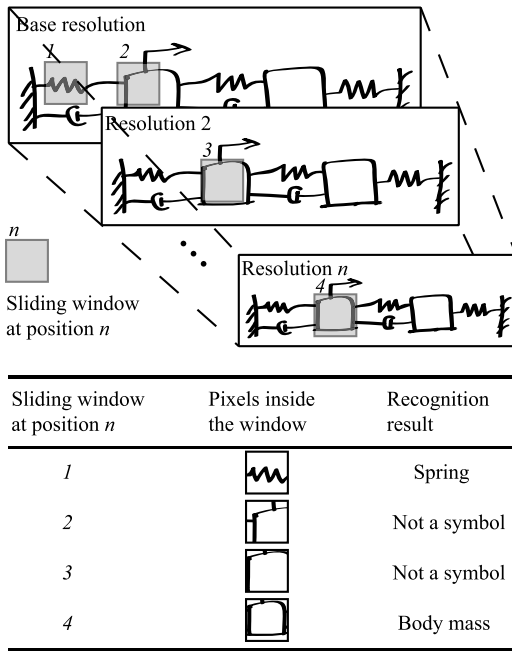 Base resolution
1
2
Resolution 2
3
n
Sliding window
at position n
Resolution n
4
Sliding window
at position n
Pixels inside
the window
Recognition
result
1
Spring
2
Not a symbol
3
Not a symbol
4
Body mass